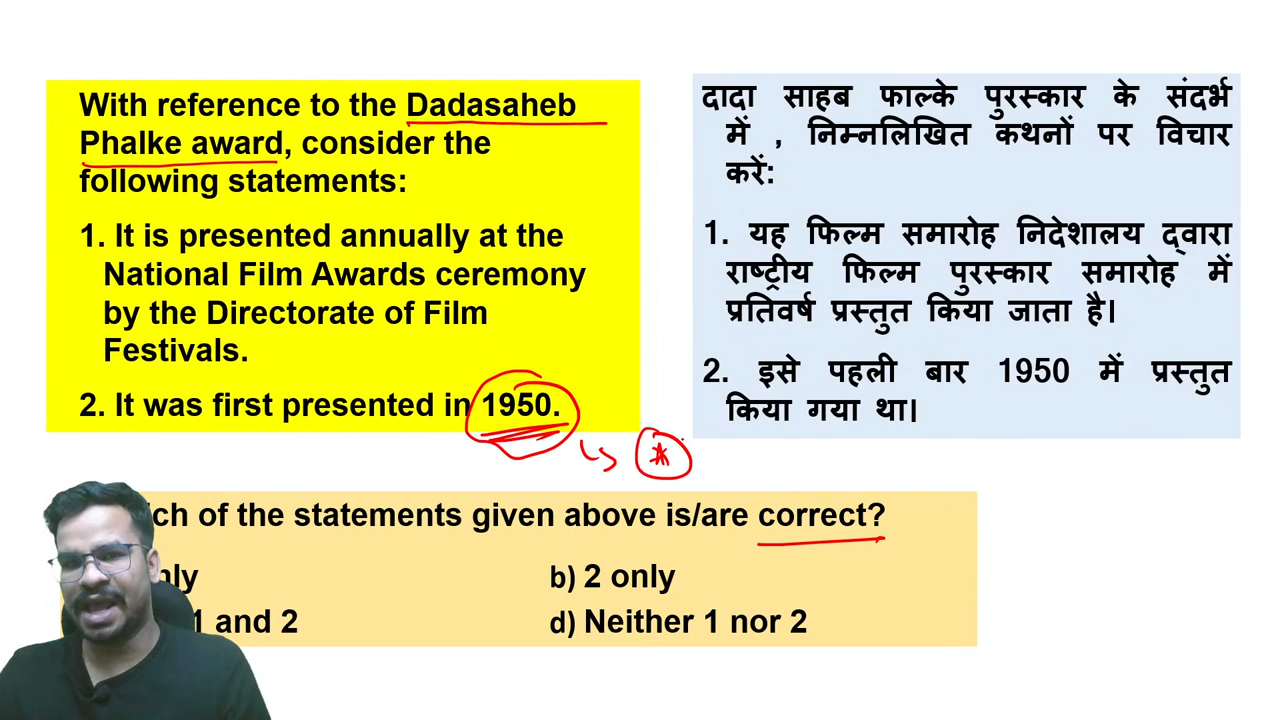 With reference to the Dadasaheb
Phalke award, consider the
following statements:
1. It is presented annually at the
National Film Awards ceremony
by the Directorate of Film
Festivals.
2. It was first presented in 1950.
दादा साहब फाल्के पुरस्कार के संदर्भ
में , निम्नलिखित कथनों पर विचार
करें:
1. यह फिल्म समारोह निदेशालय द्वारा
राष्ट्रीय फिल्म पुरस्कार समारोह में
प्रतिवर्ष प्रस्तुत किया जाता है।
2. इसे पहली बार 1950 में प्रस्तुत
किया गया था।
of the statements given above is/are correct?
b) 2 only
1 and 2
d) Neither 1 nor 2